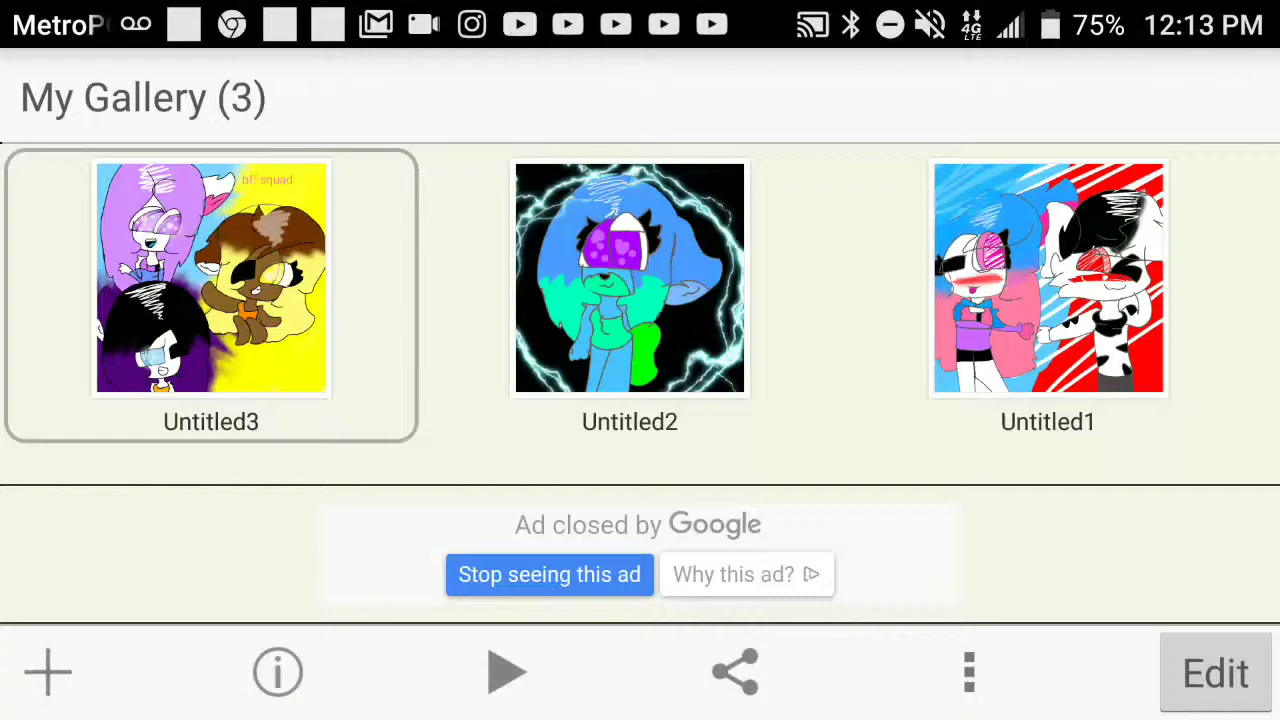 MetroP 75% 12:13 PM
My Gallery (3)
bff squad
Untitled3
Untitled2
Untitled1
Ad closed by Google
Stop seeing this ad
Why this ad?
Edit